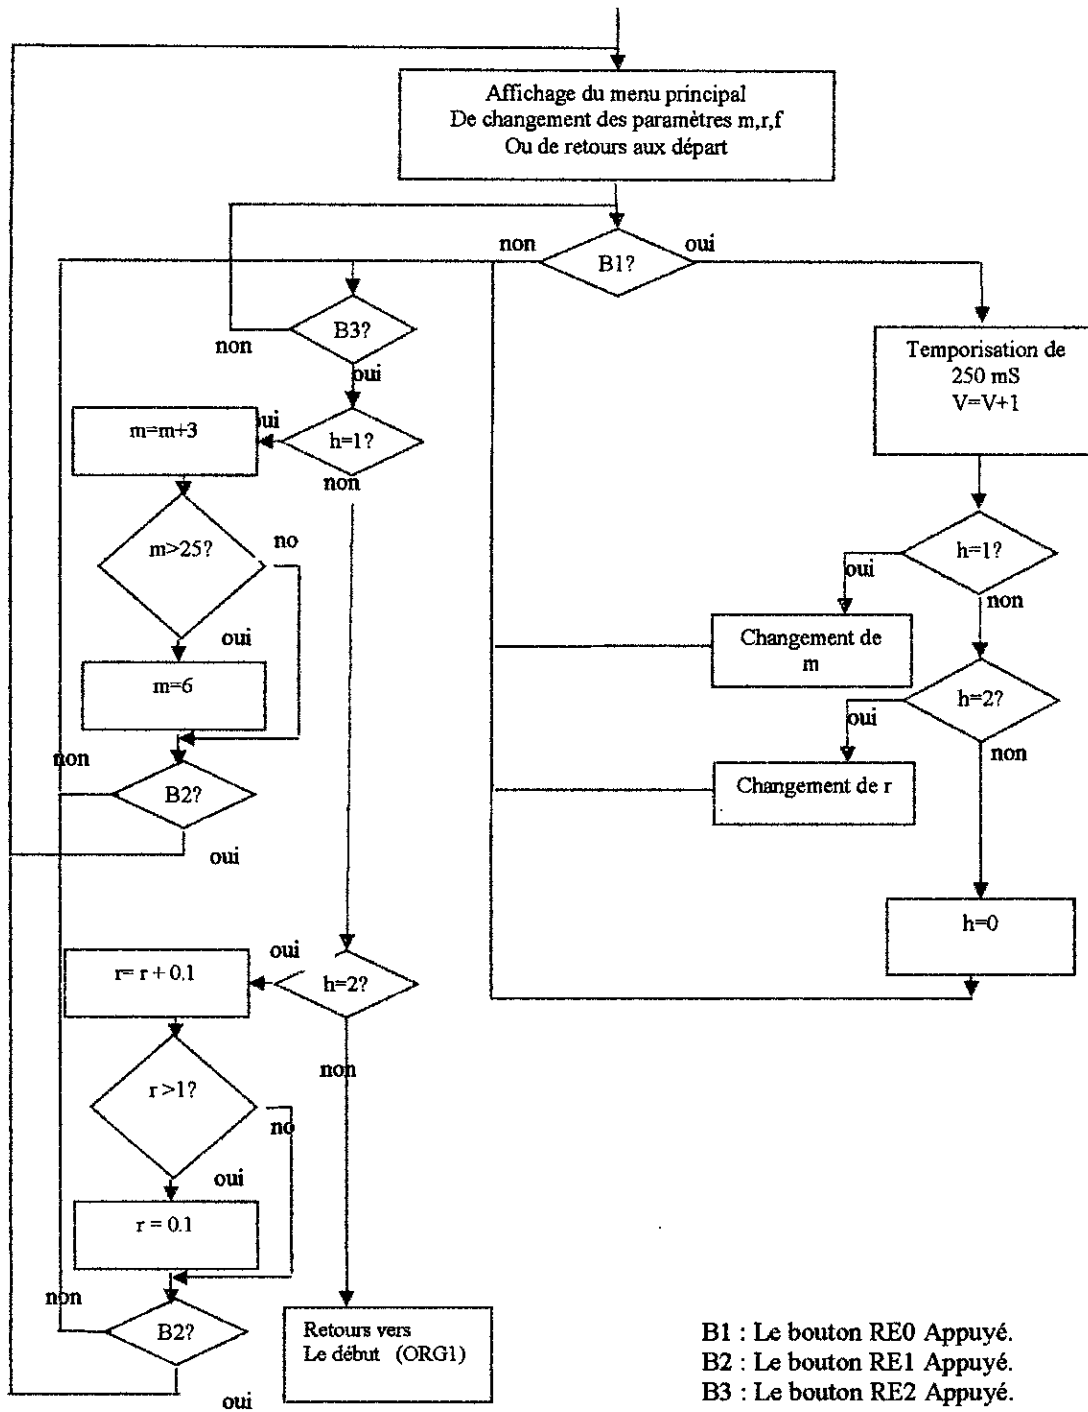 Affichage du menu principal
De changement des paramètres m,r,f
Ou de retours aux départ
non
oui
B1?
B3?
non
oui
Temporisation de
250 mS
V=V+1
m=m+3
oui
h=1?
non
m>25?
no
oui
m=6
non
B2?
oui
h=1?
oui
non
Changement de
m
h=2?
oui
non
Changement de r
h=0
r= r + 0.1
oui
h=2?
non
r >1?
no
oui
r = 0.1
non
B2?
oui
Retours vers
Le début (ORG1)
B1 : Le bouton RE0 Appuyé.
B2 : Le bouton RE1 Appuyé.
B3 : Le bouton RE2 Appuyé.